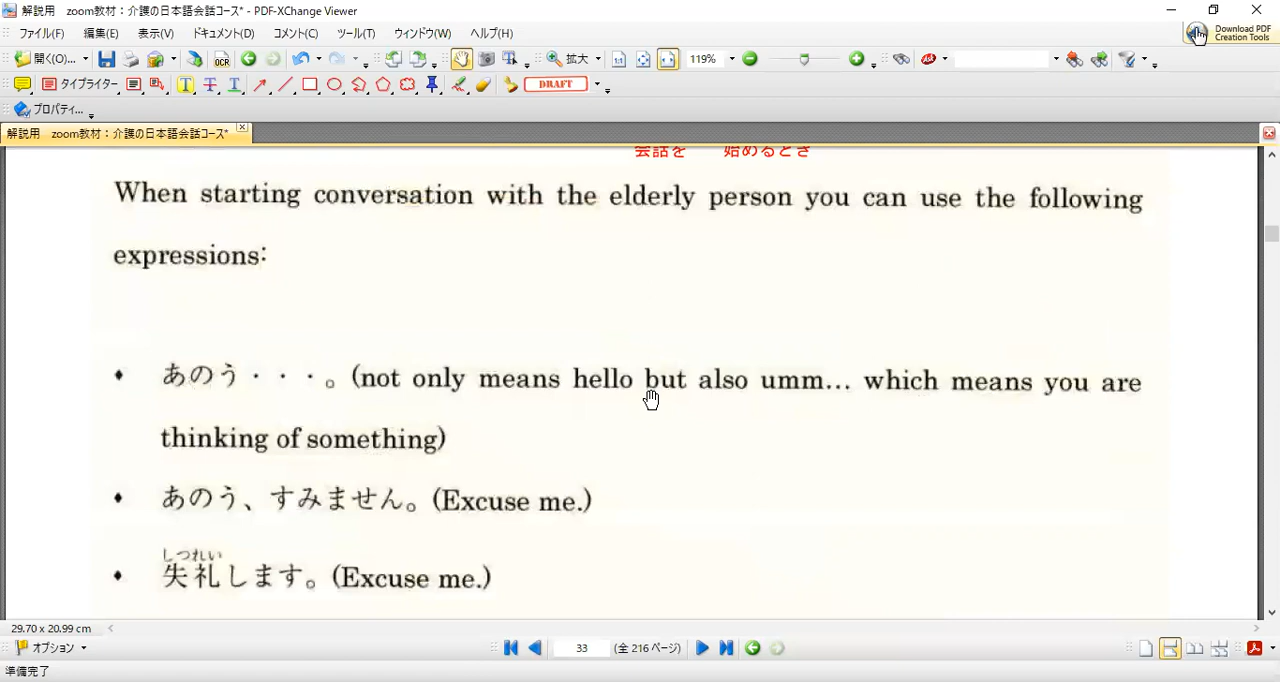 解説用　zoom教材：介護の日本語会話コース* - PDF-XChange Viewer
ファイル(F) 編集(E) 表示(V) ドキュメント(D) コメント(C) ツール(T) ウィンドウ(W) ヘルプ(H)
Download PDF
Creation Tools
開く(O)... OCR 拡大 119%
タイプライター DRAFT
プロパティ...
解説用　zoom教材：介護の日本語会話コース*
会話を　始めるとき
When starting conversation with the elderly person you can use the following
expressions:
♦ あのう・・・。(not only means hello but also umm... which means you are
thinking of something)
♦ あのう、すみません。(Excuse me.)
しつれい
♦ 失礼します。(Excuse me.)
29.70 x 20.99 cm
オプション 33 (全 216 ページ)
準備完了